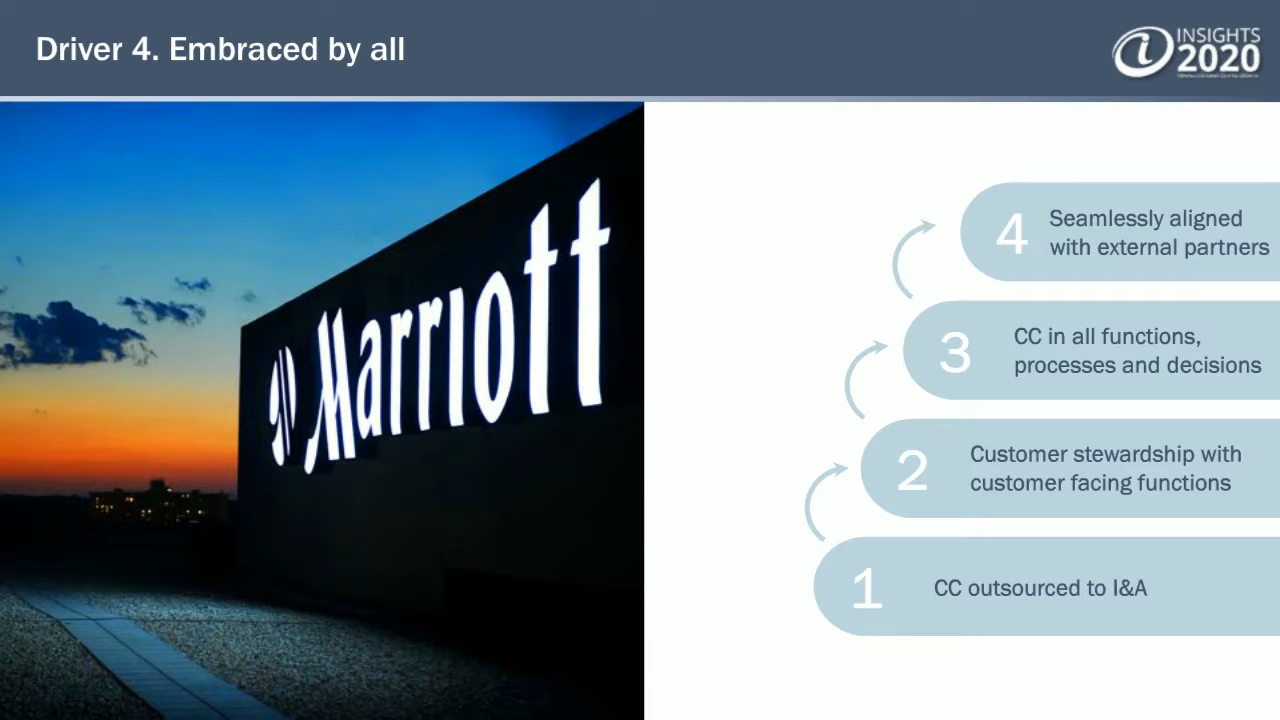 Driver 4. Embraced by all
INSIGHTS
2020
Marriott
4
Seamlessly aligned
with external partners
3
CC in all functions,
processes and decisions
2
Customer stewardship with
customer facing functions
1
CC outsourced to I&A